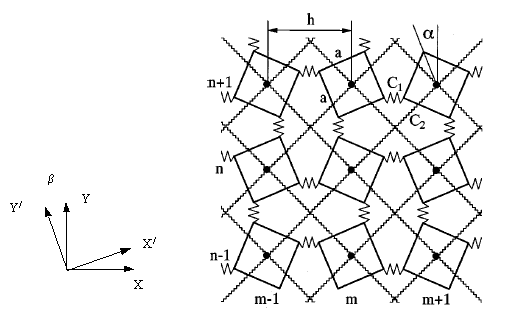 h
a
α
n+1
a
C₁
C₂
β
n
Y′
Y
X′
n-1
X
m-1 m m+1